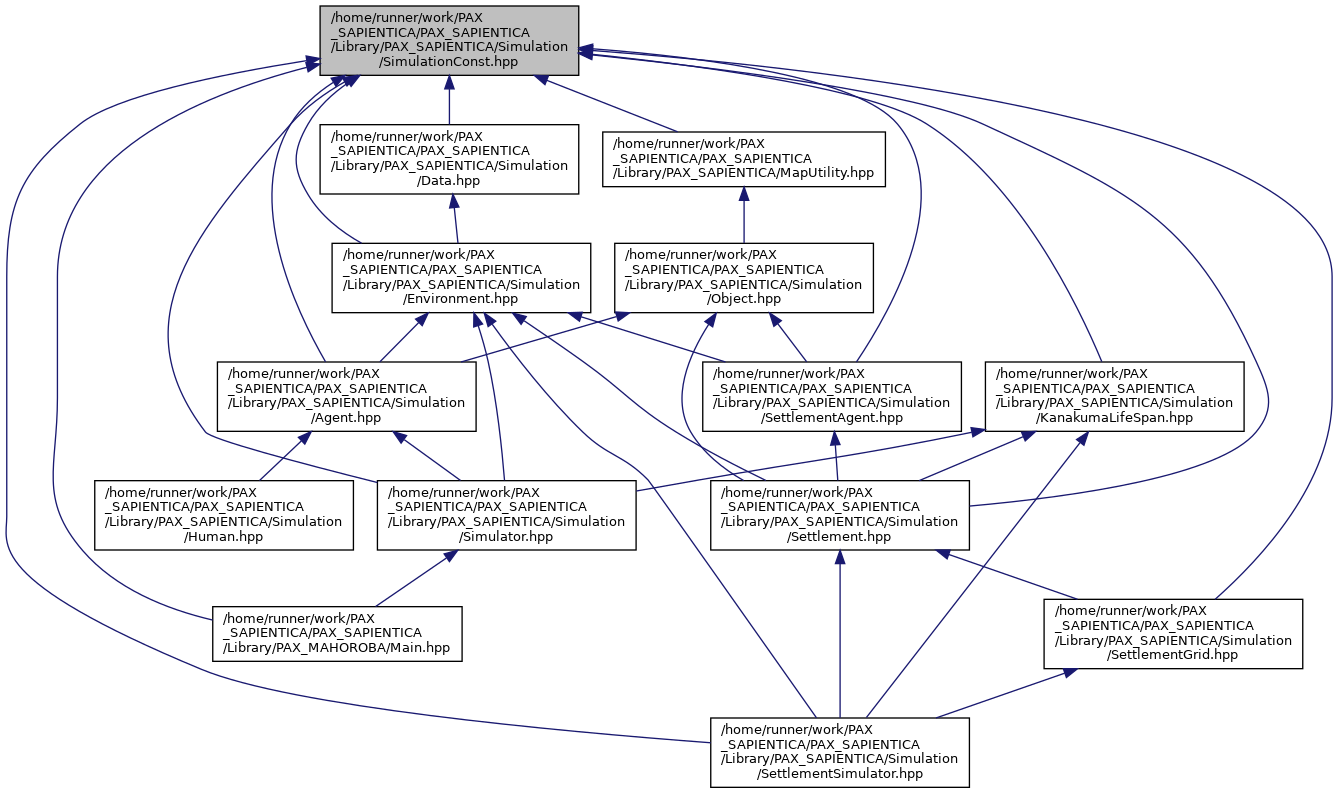 /home/runner/work/PAX
_SAPIENTICA/PAX_SAPIENTICA
/Library/PAX_SAPIENTICA/Simulation
/SimulationConst.hpp
/home/runner/work/PAX
_SAPIENTICA/PAX_SAPIENTICA
/Library/PAX_SAPIENTICA/Simulation
/Data.hpp
/home/runner/work/PAX
_SAPIENTICA/PAX_SAPIENTICA
/Library/PAX_SAPIENTICA/MapUtility.hpp
/home/runner/work/PAX
_SAPIENTICA/PAX_SAPIENTICA
/Library/PAX_SAPIENTICA/Simulation
/Environment.hpp
/home/runner/work/PAX
_SAPIENTICA/PAX_SAPIENTICA
/Library/PAX_SAPIENTICA/Simulation
/Object.hpp
/home/runner/work/PAX
_SAPIENTICA/PAX_SAPIENTICA
/Library/PAX_SAPIENTICA/Simulation
/Agent.hpp
/home/runner/work/PAX
_SAPIENTICA/PAX_SAPIENTICA
/Library/PAX_SAPIENTICA/Simulation
/SettlementAgent.hpp
/home/runner/work/PAX
_SAPIENTICA/PAX_SAPIENTICA
/Library/PAX_SAPIENTICA/Simulation
/KanakumaLifeSpan.hpp
/home/runner/work/PAX
_SAPIENTICA/PAX_SAPIENTICA
/Library/PAX_SAPIENTICA/Simulation
/Human.hpp
/home/runner/work/PAX
_SAPIENTICA/PAX_SAPIENTICA
/Library/PAX_SAPIENTICA/Simulation
/Simulator.hpp
/home/runner/work/PAX
_SAPIENTICA/PAX_SAPIENTICA
/Library/PAX_SAPIENTICA/Simulation
/Settlement.hpp
/home/runner/work/PAX
_SAPIENTICA/PAX_SAPIENTICA
/Library/PAX_MAHOROBA/Main.hpp
/home/runner/work/PAX
_SAPIENTICA/PAX_SAPIENTICA
/Library/PAX_SAPIENTICA/Simulation
/SettlementGrid.hpp
/home/runner/work/PAX
_SAPIENTICA/PAX_SAPIENTICA
/Library/PAX_SAPIENTICA/Simulation
/SettlementSimulator.hpp